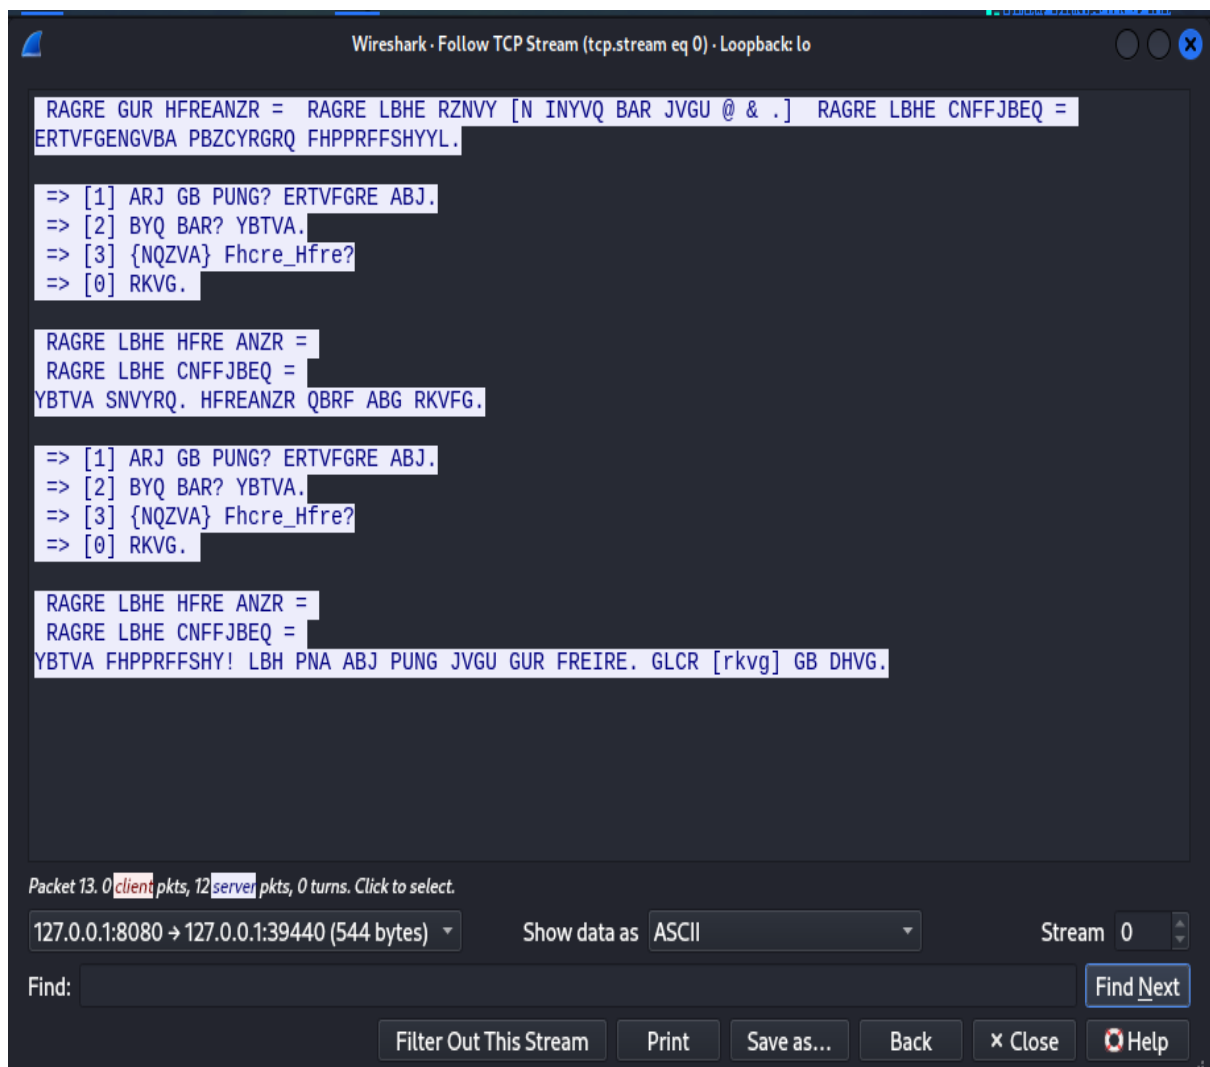 Wireshark · Follow TCP Stream (tcp.stream eq 0) · Loopback: lo
RAGRE GUR HFREANZR =  RAGRE LBHE RZNVY [N INYVQ BAR JVGU @ & .]  RAGRE LBHE CNFFJBEQ =
ERTVFGENGVBA PBZCYRGRQ FHPPRFFSHYYL.
=> [1] ARJ GB PUNG? ERTVFGRE ABJ.
=> [2] BYQ BAR? YBTVA.
=> [3] {NQZVA} Fhcre_Hfre?
=> [0] RKVG.
RAGRE LBHE HFRE ANZR =
RAGRE LBHE CNFFJBEQ =
YBTVA SNVYRQ. HFREANZR QBRF ABG RKVFG.
=> [1] ARJ GB PUNG? ERTVFGRE ABJ.
=> [2] BYQ BAR? YBTVA.
=> [3] {NQZVA} Fhcre_Hfre?
=> [0] RKVG.
RAGRE LBHE HFRE ANZR =
RAGRE LBHE CNFFJBEQ =
YBTVA FHPPRFFSHY! LBH PNA ABJ PUNG JVGU GUR FREIRE. GLCR [rkvg] GB DHVG.
Packet 13. 0 client pkts, 12 server pkts, 0 turns. Click to select.
127.0.0.1:8080 → 127.0.0.1:39440 (544 bytes) Show data as ASCII Stream 0
Find: Find Next
Filter Out This Stream Print Save as... Back × Close Help